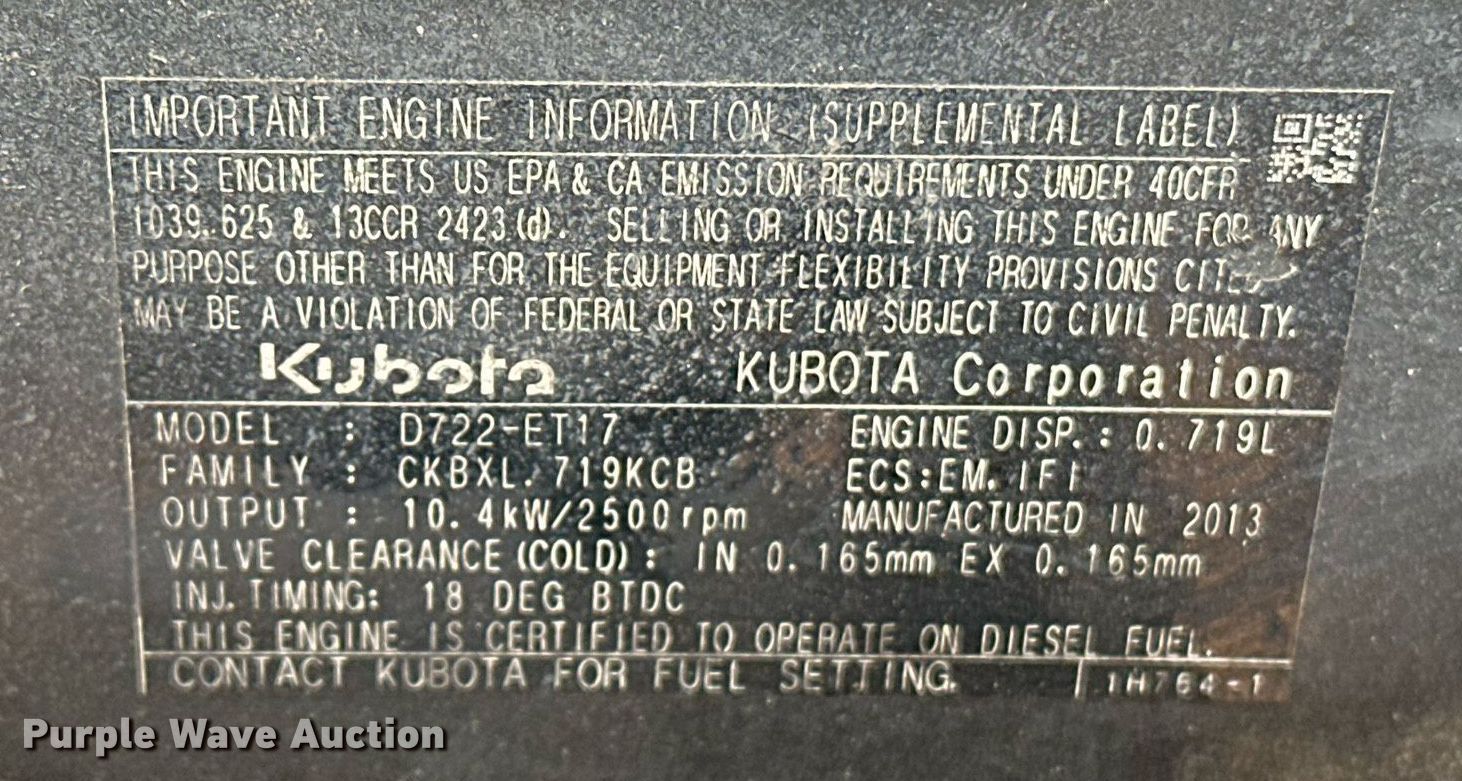 IMPORTANT ENGINE INFORMATION (SUPPLEMENTAL LABEL)
THIS ENGINE MEETS US EPA & CA EMISSION REQUIREMENTS UNDER 40CFR
1039.625 & 13CCR 2423(d). SELLING OR INSTALLING THIS ENGINE FOR ANY
PURPOSE OTHER THAN FOR THE EQUIPMENT FLEXIBILITY PROVISIONS CITED
MAY BE A VIOLATION OF FEDERAL OR STATE LAW SUBJECT TO CIVIL PENALTY.
Kubota KUBOTA Corporation
MODEL : D722-ET17 ENGINE DISP.: 0.719L
FAMILY : CKBXL.719KCB ECS:EM.IFI
OUTPUT : 10.4kW/2500rpm MANUFACTURED IN 2013
VALVE CLEARANCE(COLD): IN 0.165mm EX 0.165mm
INJ.TIMING: 18 DEG BTDC
THIS ENGINE IS CERTIFIED TO OPERATE ON DIESEL FUEL.
CONTACT KUBOTA FOR FUEL SETTING. 1H764-1
Purple Wave Auction